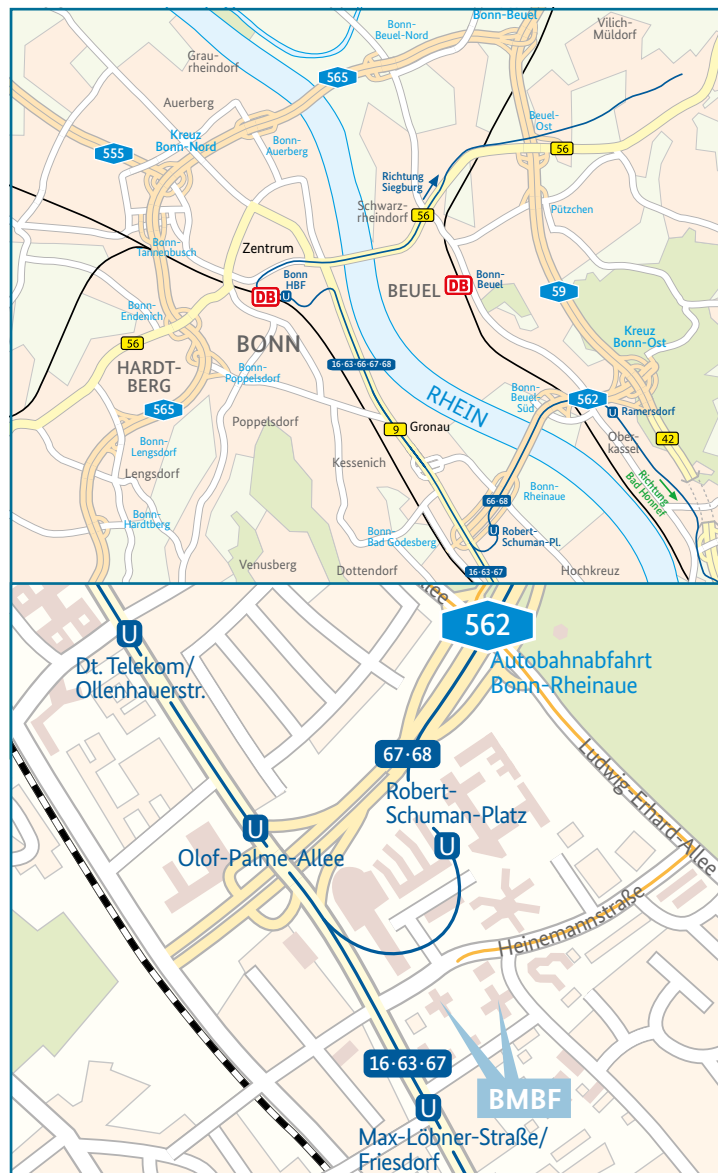 Bonn-Beuel
Vilich-
Müldorf
Bonn-
Beuel-Nord
Grau-
rheindorf
565
Auerberg
Beuel-
Ost
Kreuz
Bonn-Nord
Bonn-
Auerberg
555
56
Richtung
Siegburg
Schwarz-
rheindorf
56
Pützchen
Bonn-
Tannenbusch
Zentrum
Bonn
HBF
DB
U
BEUEL
DB
Bonn-
Beuel
59
Bonn-
Endenich
56
BONN
Kreuz
Bonn-Ost
HARDT-
BERG
Bonn-
Poppelsdorf
16·63·66·67·68
RHEIN
Bonn-
Beuel-
Süd
562
U
Ramersdorf
565
Poppelsdorf
9
Gronau
Ober-
kassel
42
Bonn-
Lengsdorf
Lengsdorf
Kessenich
Richtung
Bad Honnef
Bonn-
Rheinaue
66·68
Bonn-
Hardtberg
Bonn-
Bad Godesberg
U
Robert-
Schuman-Pl.
Venusberg
Dottendorf
16·63·67
Hochkreuz
llee
562
U
Dt. Telekom/
Ollenhauerstr.
Autobahnabfahrt
Bonn-Rheinaue
67·68
Ludwig-Erhard-Allee
Robert-
Schuman-Platz
U
U
Olof-Palme-Allee
Heinemannstraße
16·63·67
BMBF
U
Max-Löbner-Straße/
Friesdorf